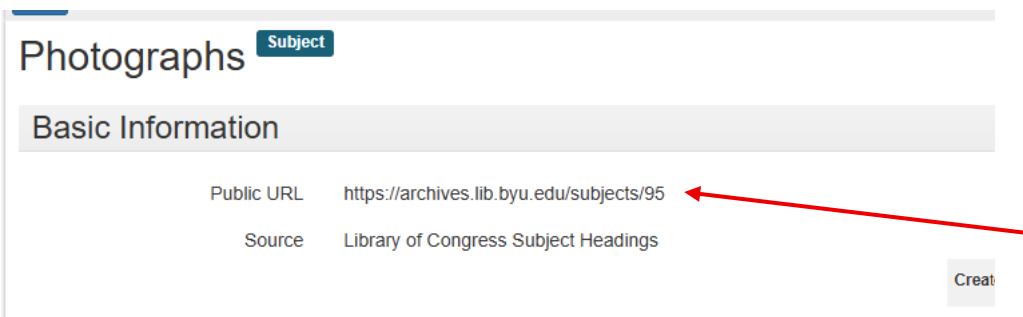 Photographs Subject
Basic Information
Public URL https://archives.lib.byu.edu/subjects/95
Source Library of Congress Subject Headings